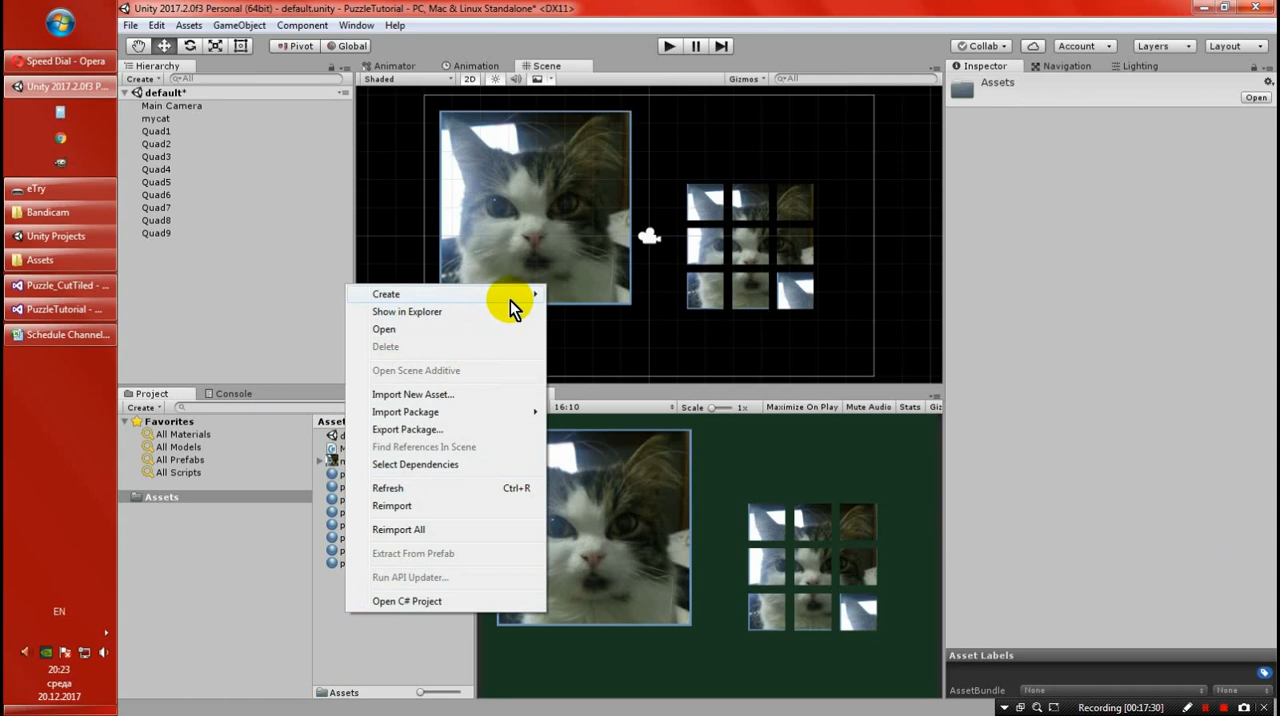 Unity 2017.2.0f3 Personal (64bit) - default.unity - PuzzleTutorial - PC, Mac & Linux Standalone* <DX11>
File Edit Assets GameObject Component Window Help
Pivot Global Collab Account Layers Layout
Speed Dial - Opera
Unity 2017.2.0f3 P...
eTry
Bandicam
Unity Projects
Assets
Puzzle_CutTiled - ...
PuzzleTutorial - ...
Schedule Channel...
EN
20:23
среда
20.12.2017
Hierarchy
Create All
default*
Main Camera
mycat
Quad1
Quad2
Quad3
Quad4
Quad5
Quad6
Quad7
Quad8
Quad9
Animator Animation Scene
Shaded 2D Gizmos All
Inspector Navigation Lighting
Assets
Open
Create
Show in Explorer
Open
Delete
Open Scene Additive
Import New Asset...
Import Package
Export Package...
Find References In Scene
Select Dependencies
Refresh Ctrl+R
Reimport
Reimport All
Extract From Prefab
Run API Updater...
Open C# Project
Project Console
Create
Favorites
All Materials
All Models
All Prefabs
All Scripts
Assets
Assets
16:10 Scale 1x Maximize On Play Mute Audio Stats Giz
Asset Labels
AssetBundle None None
Recording [00:17:30]